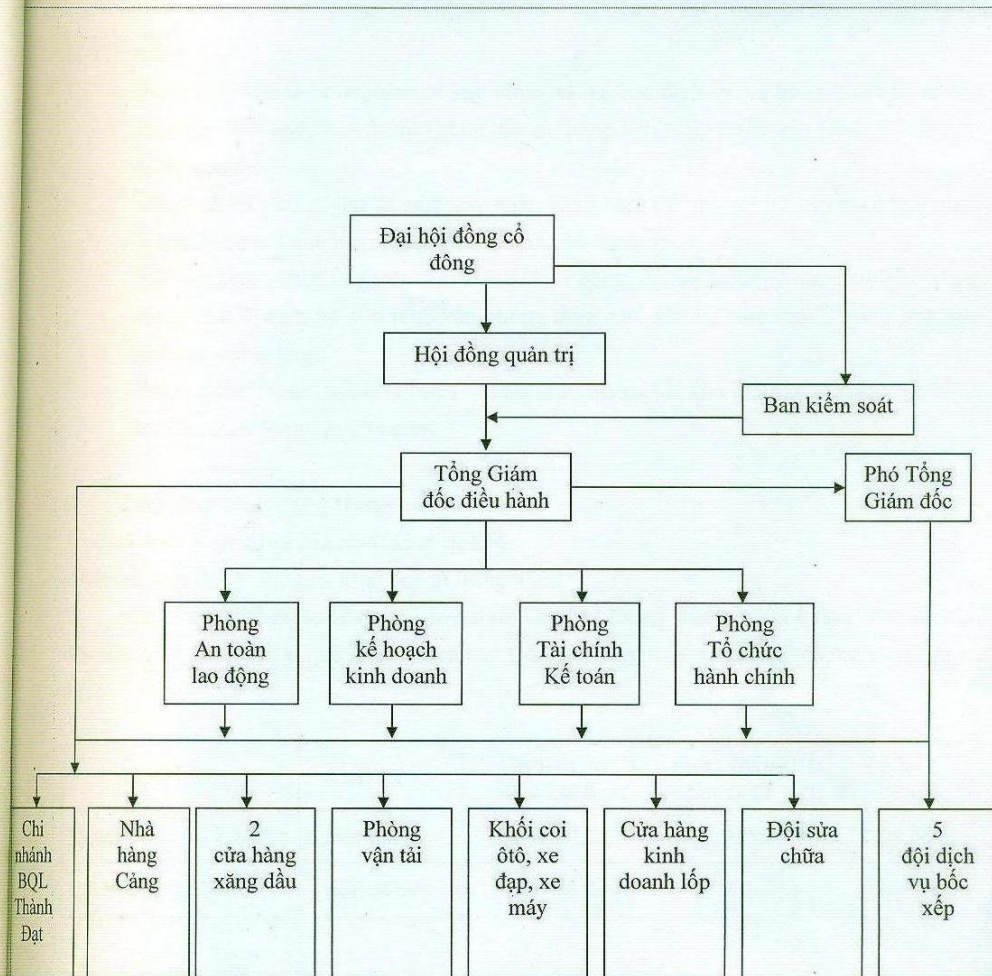 Đại hội đồng cổ
đông
Hội đồng quản trị
Ban kiểm soát
Tổng Giám
đốc điều hành
Phó Tổng
Giám đốc
Phòng
An toàn
lao động
Phòng
kế hoạch
kinh doanh
Phòng
Tài chính
Kế toán
Phòng
Tổ chức
hành chính
Chi
nhánh
BQL
Thành
Đạt
Nhà
hàng
Cảng
2
cửa hàng
xăng dầu
Phòng
vận tải
Khối coi
ôtô, xe
đạp, xe
máy
Cửa hàng
kinh
doanh lốp
Đội sửa
chữa
5
đội dịch
vụ bốc
xếp